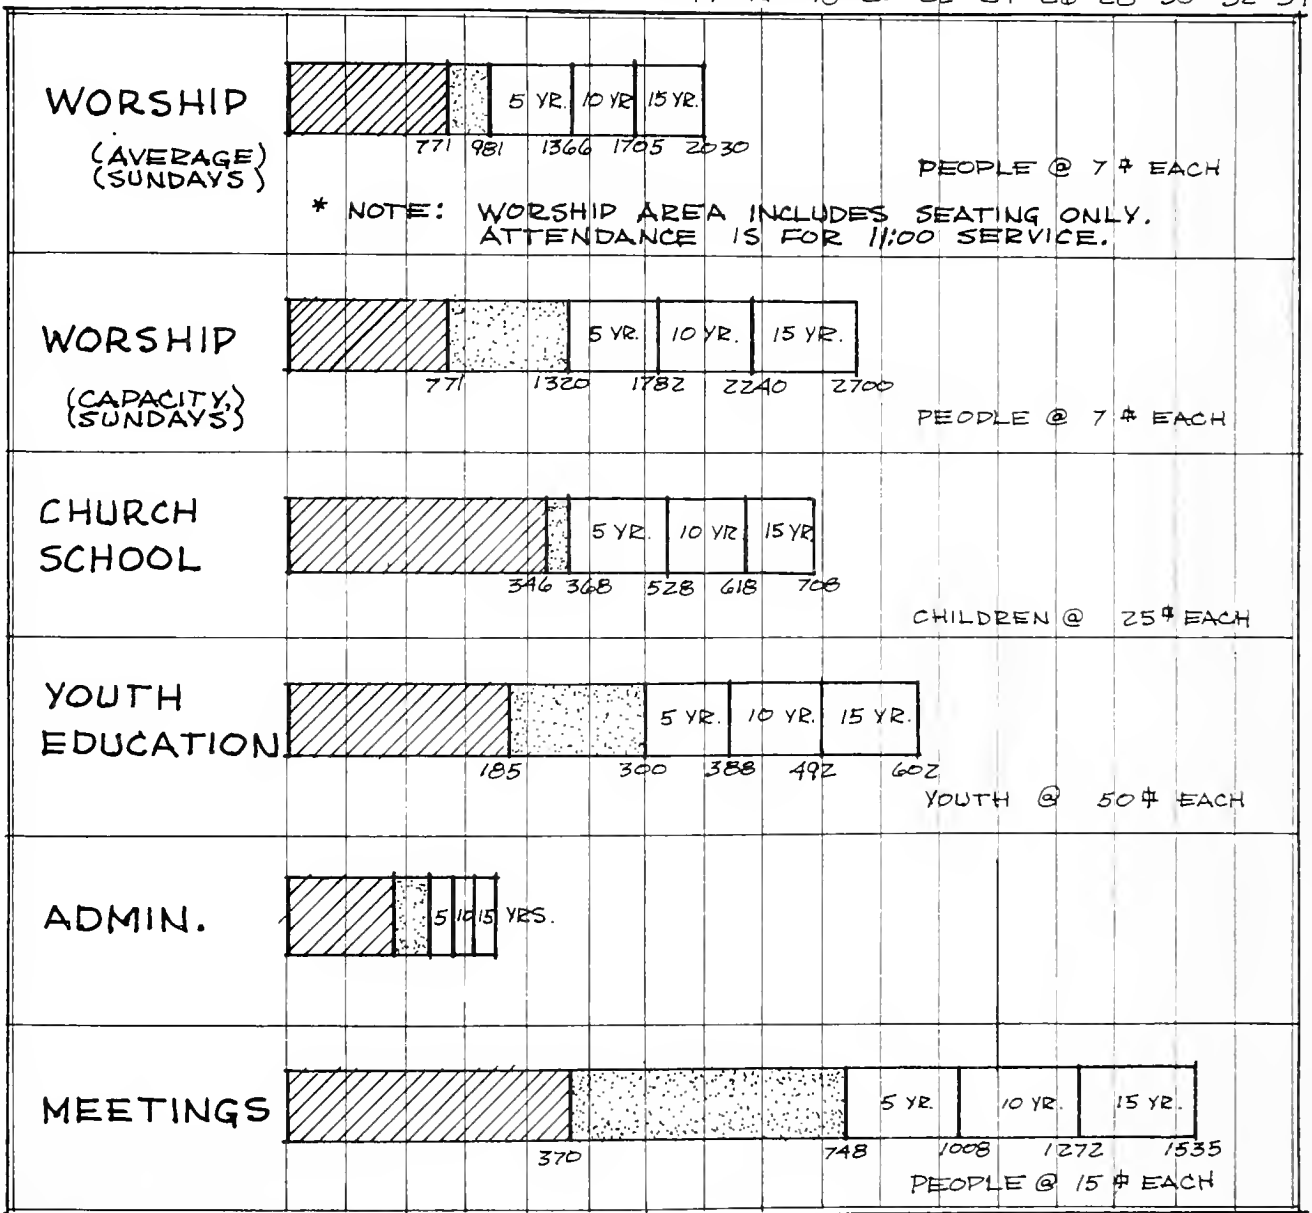 WORSHIP
(AVERAGE)
(SUNDAYS)
5 YR. 10 YR 15 YR.
771 981 1366 1705 2030
PEOPLE @ 7 # EACH
* NOTE: WORSHIP AREA INCLUDES SEATING ONLY.
ATTENDANCE IS FOR 11:00 SERVICE.
WORSHIP
(CAPACITY,)
(SUNDAYS)
5 YR. 10 YR. 15 YR.
771 1320 1782 2240 2700
PEOPLE @ 7 # EACH
CHURCH
SCHOOL
5 YR. 10 YR 15 YR
346 368 528 618 708
CHILDREN @ 25 # EACH
YOUTH
EDUCATION
5 YR. 10 YR. 15 YR.
185 300 388 492 602
YOUTH @ 50 # EACH
ADMIN.
5 10 15 YRS.
MEETINGS
5 YR. 10 YR. 15 YR.
370 748 1008 1272 1535
PEOPLE @ 15 # EACH